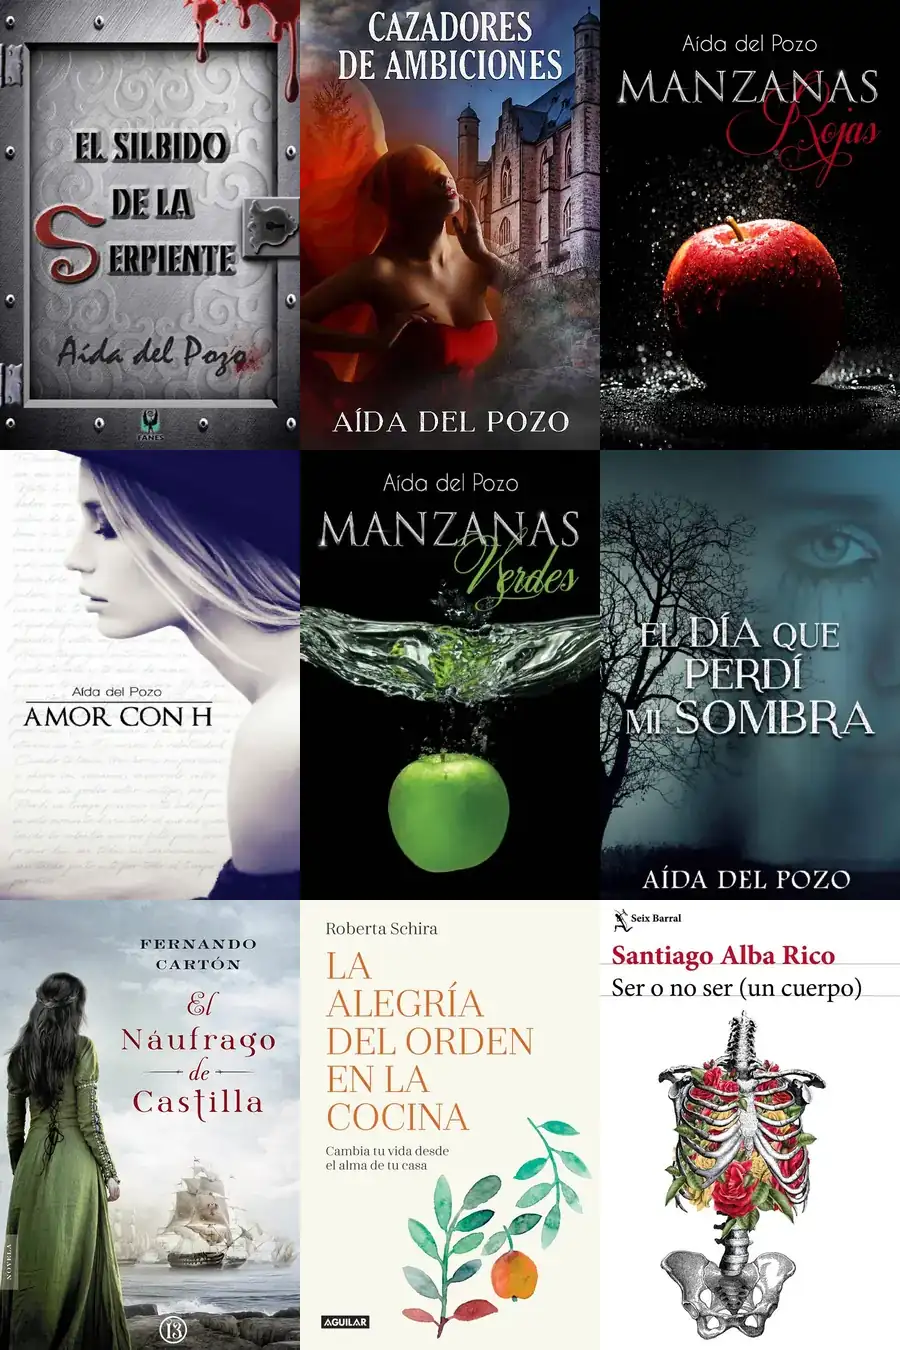 EL SILBIDO
DE LA
SERPIENTE
Aída del Pozo
FANES
CAZADORES
DE AMBICIONES
AÍDA DEL POZO
Aída del Pozo
MANZANAS
Rojas
Aída del Pozo
AMOR CON H
Aída del Pozo
MANZANAS
Verdes
EL DÍA QUE
PERDÍ
MI SOMBRA
AÍDA DEL POZO
FERNANDO
CARTÓN
El
Náufrago
de
Castilla
NOVELA
13
Roberta Schira
LA
ALEGRÍA
DEL ORDEN
EN LA
COCINA
Cambia tu vida desde
el alma de tu casa
AGUILAR
Seix Barral
Santiago Alba Rico
Ser o no ser (un cuerpo)